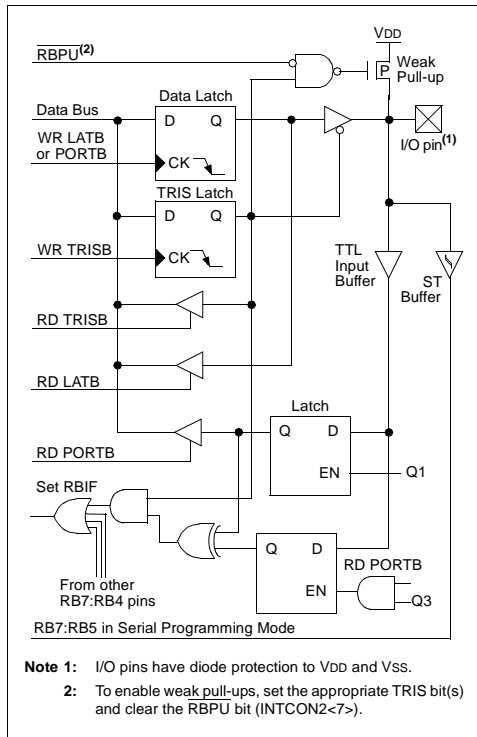 VDD
RBPU(2)
Weak
Pull-up
P
Data Latch
Data Bus
D Q
I/O pin(1)
WR LATB
or PORTB
CK
TRIS Latch
D Q
WR TRISB
CK
TTL
Input
Buffer
ST
Buffer
RD TRISB
RD LATB
Latch
Q D
RD PORTB
EN
Q1
Set RBIF
Q D
RD PORTB
EN
Q3
From other
RB7:RB4 pins
RB7:RB5 in Serial Programming Mode
Note 1: I/O pins have diode protection to VDD and VSS.
2: To enable weak pull-ups, set the appropriate TRIS bit(s)
and clear the RBPU bit (INTCON2<7>).